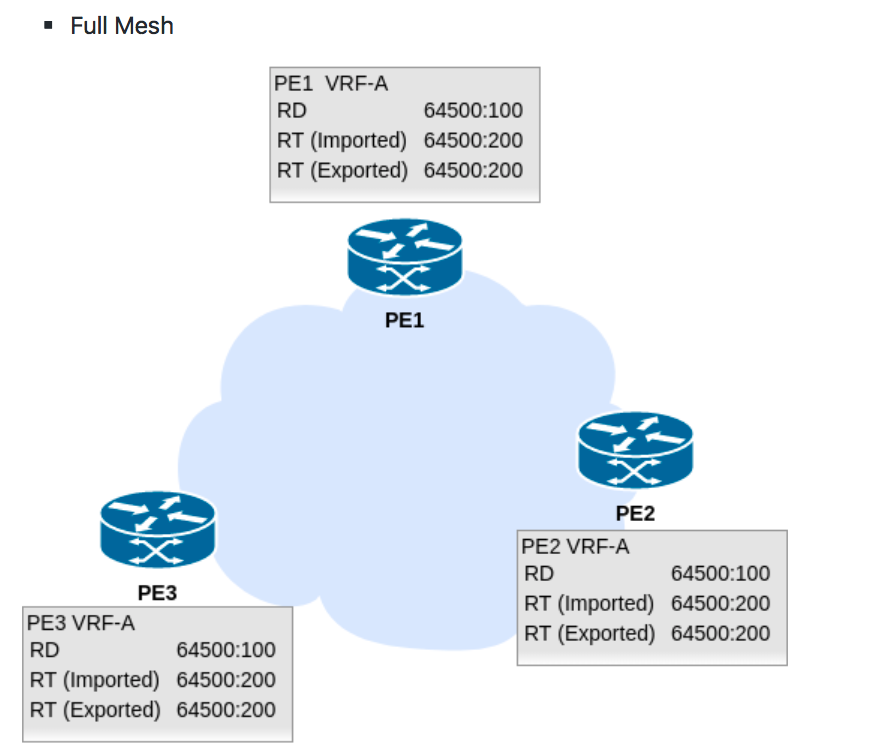 ▪ Full Mesh
PE1 VRF-A
RD 64500:100
RT (Imported) 64500:200
RT (Exported) 64500:200
PE1
PE2
PE2 VRF-A
RD 64500:100
RT (Imported) 64500:200
RT (Exported) 64500:200
PE3
PE3 VRF-A
RD 64500:100
RT (Imported) 64500:200
RT (Exported) 64500:200